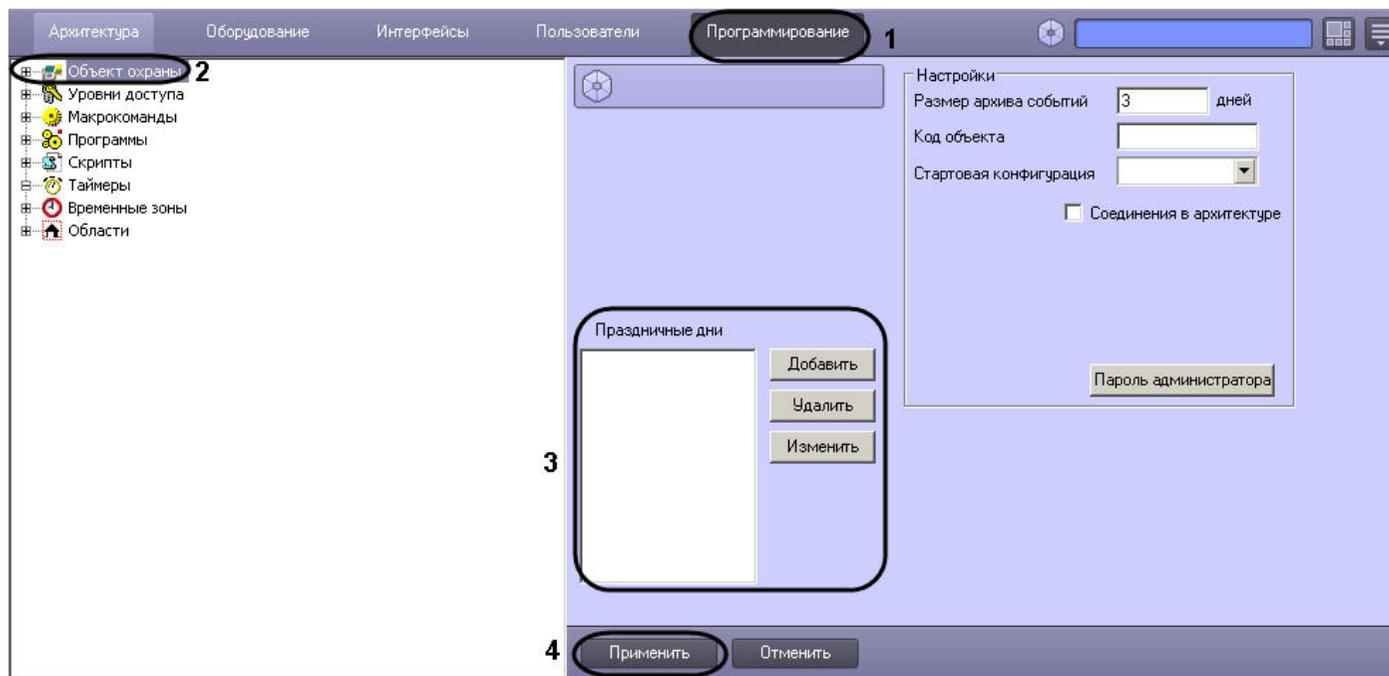 Архитектура Оборудование Интерфейсы Пользователи Программирование 1
Объект охраны 2
Уровни доступа
Макрокоманды
Программы
Скрипты
Таймеры
Временные зоны
Области
Настройки
Размер архива событий 3 дней
Код объекта
Стартовая конфигурация
Соединения в архитектуре
Пароль администратора
Праздничные дни
Добавить
Удалить
Изменить
3
4 Применить Отменить